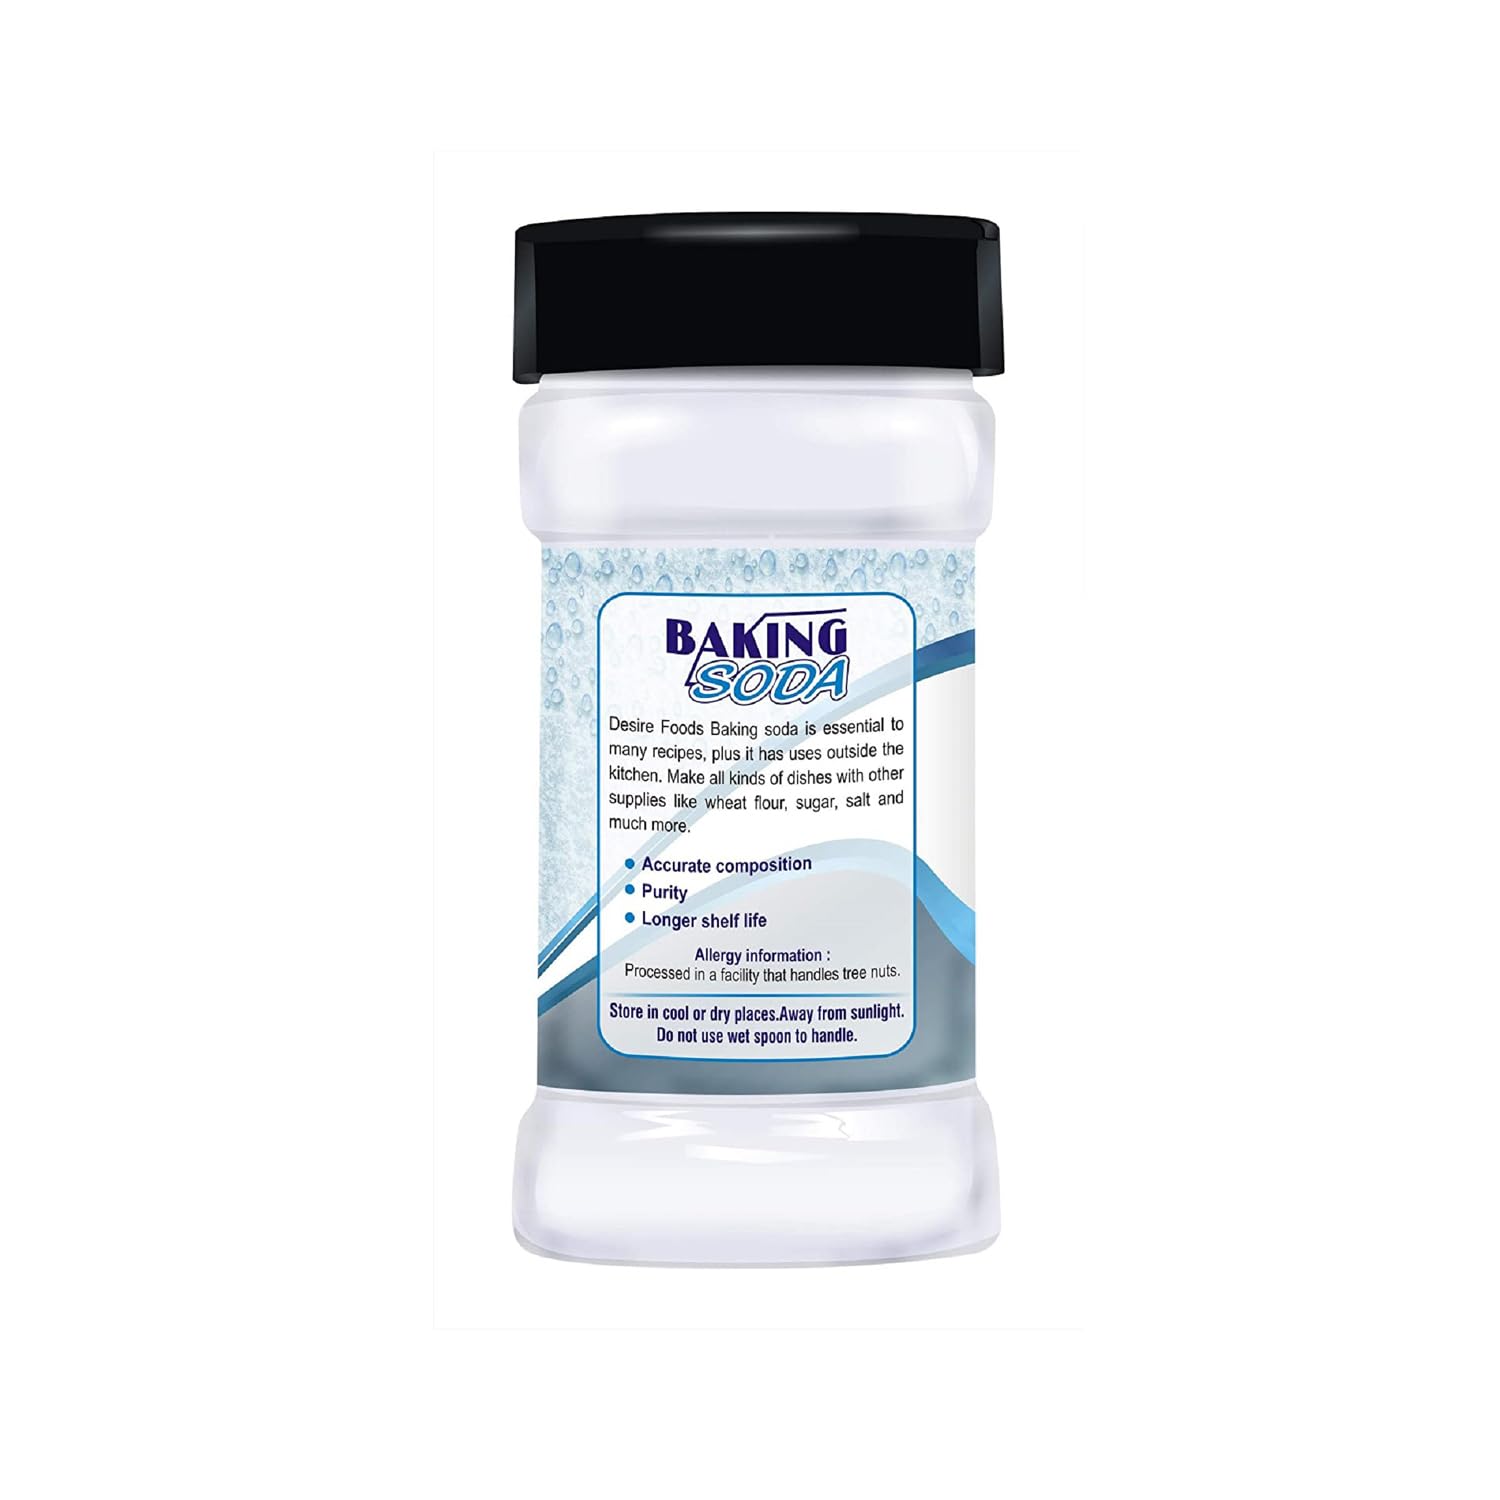 BAKING
SODA
Desire Foods Baking soda is essential to
many recipes, plus it has uses outside the
kitchen. Make all kinds of dishes with other
supplies like wheat flour, sugar, salt and
much more.
Accurate composition
Purity
Longer shelf life
Allergy information :
Processed in a facility that handles tree nuts.
Store in cool or dry places.Away from sunlight.
Do not use wet spoon to handle.